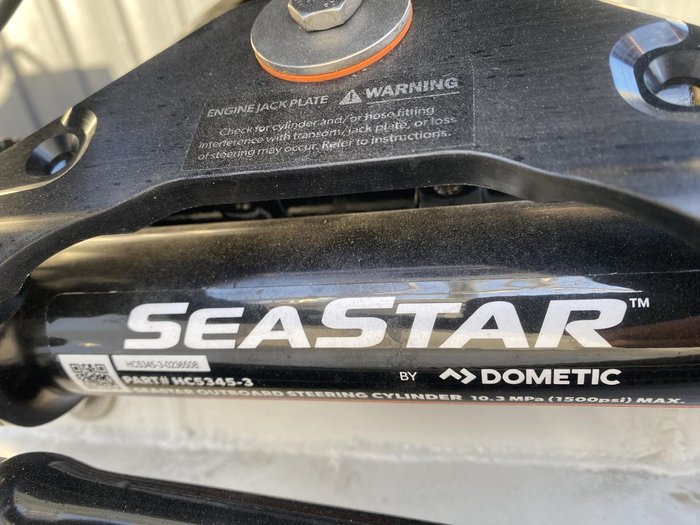 ENGINE JACK PLATE ⚠ WARNING
Check for cylinder and/or hose fitting
interference with transom/jack plate, or loss
of steering may occur. Refer to instructions.
SEASTAR™
HC5345-3-0236508
PART# HC5345-3
BY DOMETIC
SEASTAR OUTBOARD STEERING CYLINDER 10.3 MPa (1500psi) MAX.